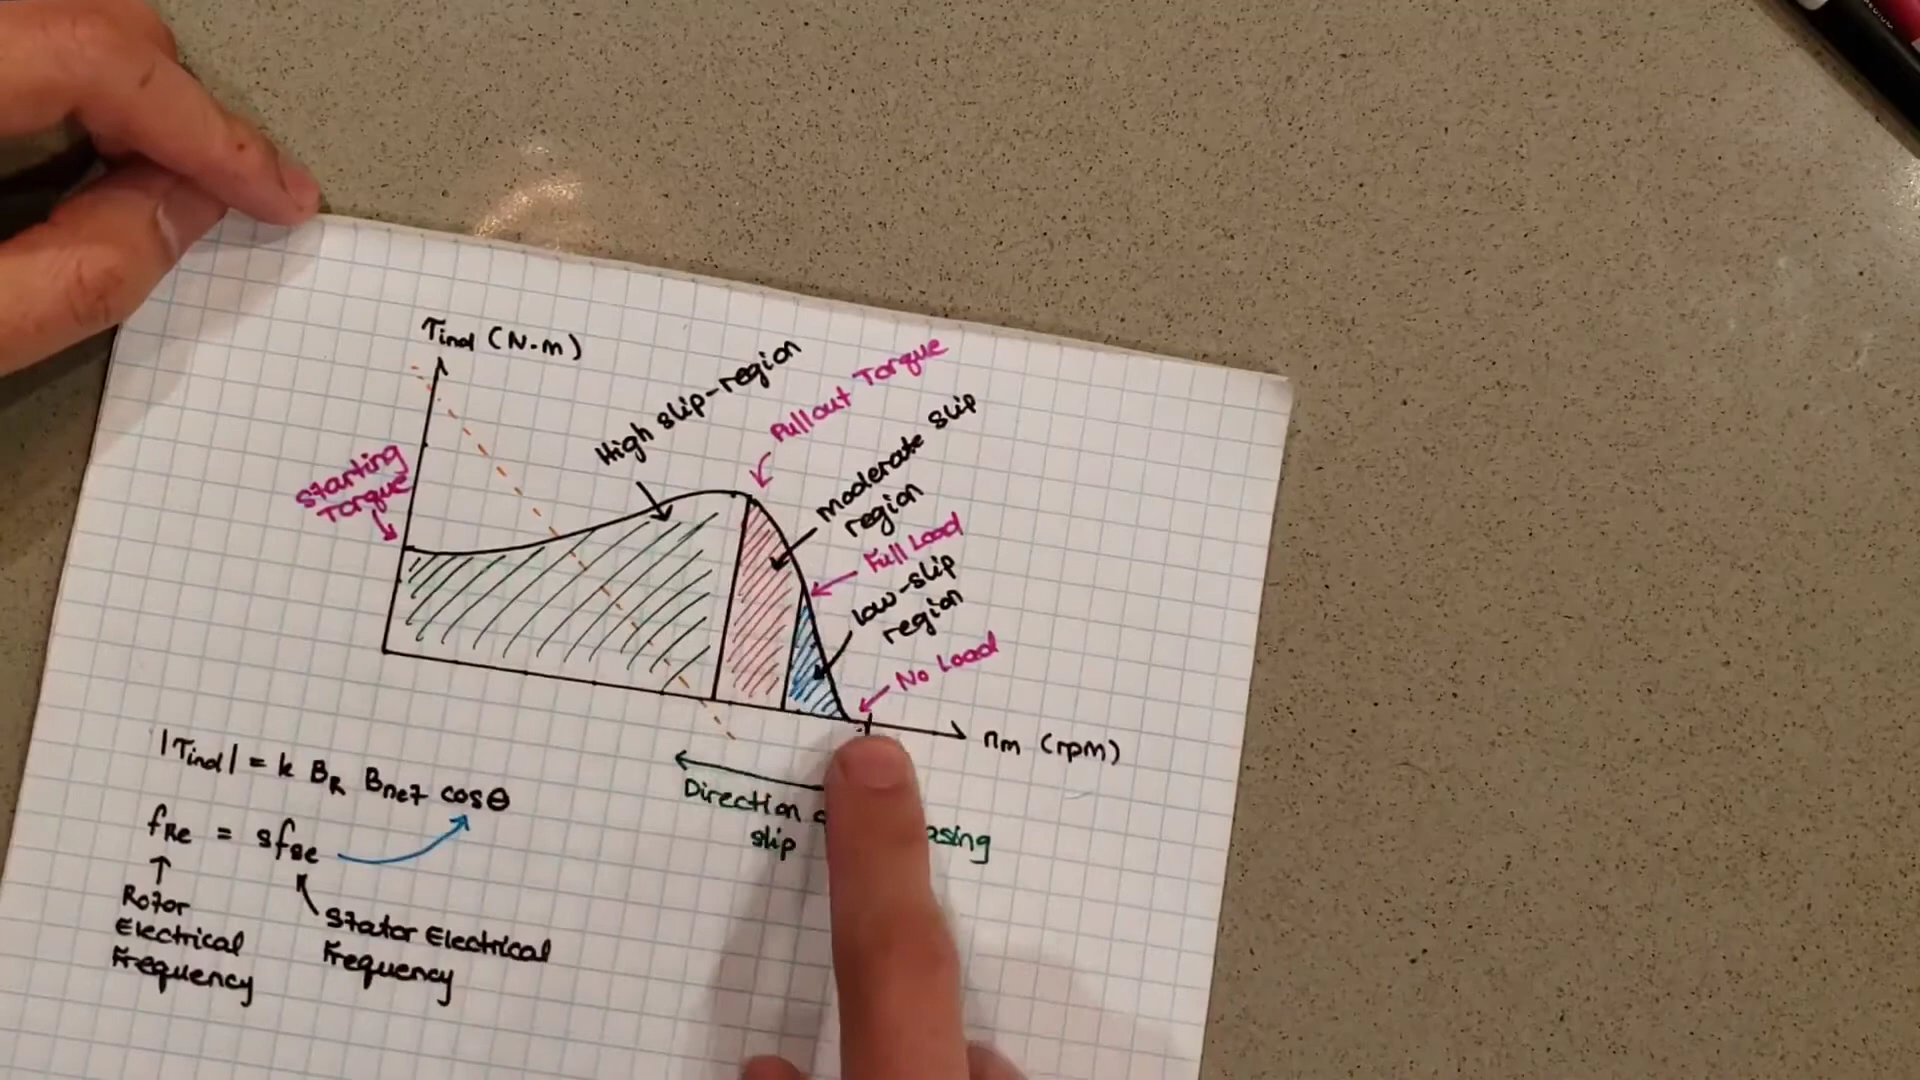 Tind (N.m)
High slip-region
Pullout Torque
moderate slip
region
Starting
Torque
Full Load
low-slip
region
No Load
nm (rpm)
Direction
asing
slip
|Tind| = k BR Bnet cosθ
fRe = sfse
Rotor
Electrical
Frequency
Stator Electrical
Frequency